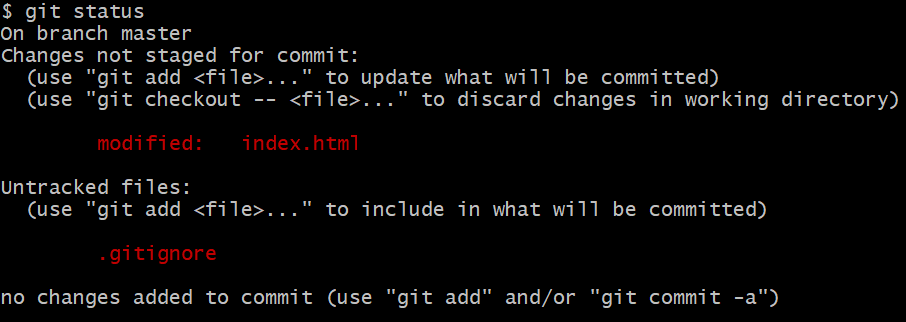 $ git status
On branch master
Changes not staged for commit:
  (use "git add <file>..." to update what will be committed)
  (use "git checkout -- <file>..." to discard changes in working directory)
        modified:   index.html
Untracked files:
  (use "git add <file>..." to include in what will be committed)
        .gitignore
no changes added to commit (use "git add" and/or "git commit -a")